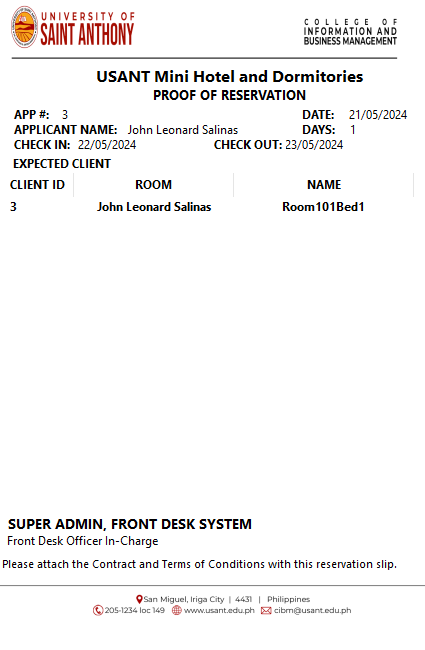 UNIVERSITY OF
SAINT ANTHONY
COLLEGE OF
INFORMATION AND
BUSINESS MANAGEMENT
USANT Mini Hotel and Dormitories
PROOF OF RESERVATION
APP #: 3 DATE: 21/05/2024
APPLICANT NAME: John Leonard Salinas DAYS: 1
CHECK IN: 22/05/2024 CHECK OUT: 23/05/2024
EXPECTED CLIENT
CLIENT ID ROOM NAME
3 John Leonard Salinas Room101Bed1
SUPER ADMIN, FRONT DESK SYSTEM
Front Desk Officer In-Charge
Please attach the Contract and Terms of Conditions with this reservation slip.
San Miguel, Iriga City | 4431 | Philippines
205-1234 loc 149 www.usant.edu.ph cibm@usant.edu.ph